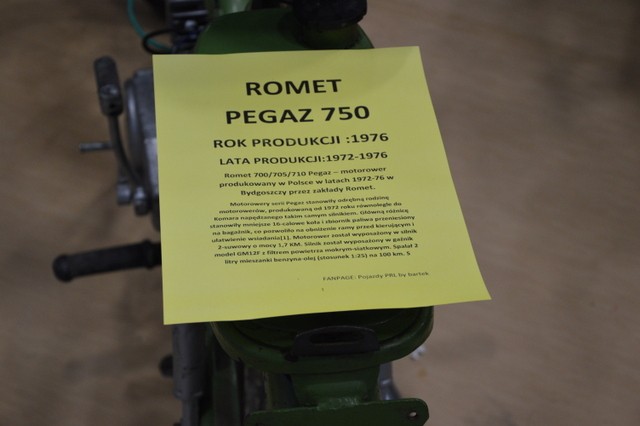 ROMET
PEGAZ 750
ROK PRODUKCJI :1976
LATA PRODUKCJI:1972-1976
Romet 700/705/710 Pegaz – motorower
produkowany w Polsce w latach 1972-76 w
Bydgoszczy przez zakłady Romet.
Motorowery serii Pegaz stanowiły odrębną rodzinę
motorowerów, produkowaną od 1972 roku równolegle do
Komara napędzanego takim samym silnikiem. Główną różnicę
stanowiły mniejsze 16-calowe koła i zbiornik paliwa przeniesiony
na bagażnik, co pozwoliło na obniżenie ramy przed kierującym i
ułatwienie wsiadania[1]. Motorower został wyposażony w silnik
2-suwowy o mocy 1,7 KM. Silnik został wyposażony w gaźnik
model GM12F z filtrem powietrza mokrym-siatkowym. Spalał 2
litry mieszanki benzyna-olej (stosunek 1:25) na 100 km. S
FANPAGE: Pojazdy PRL by bartek